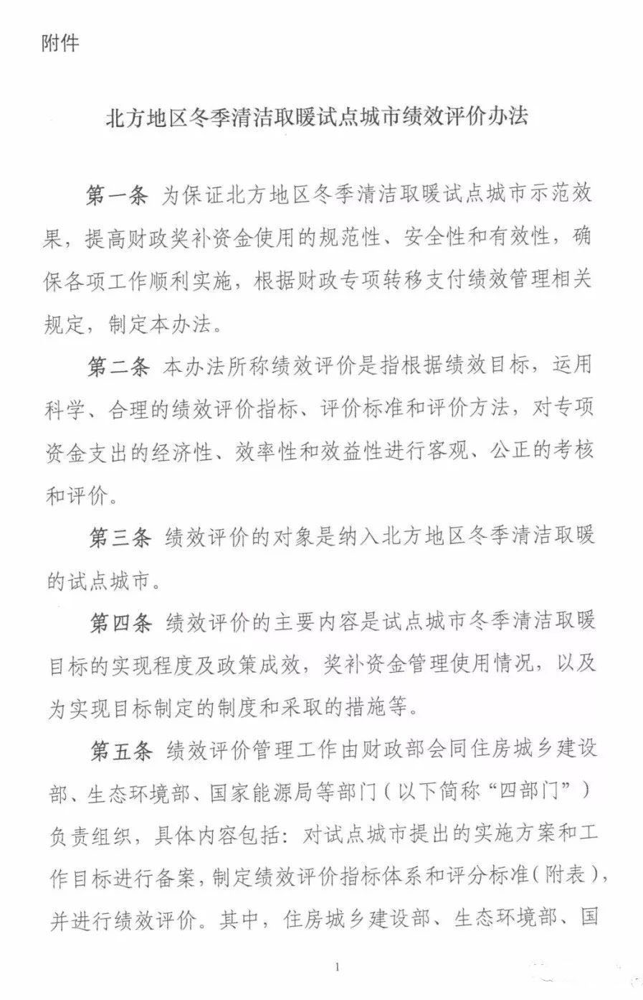 附件
北方地区冬季清洁取暖试点城市绩效评价办法
第一条 为保证北方地区冬季清洁取暖试点城市示范效
果，提高财政奖补资金使用的规范性、安全性和有效性，确
保各项工作顺利实施，根据财政专项转移支付绩效管理相关
规定，制定本办法。
第二条 本办法所称绩效评价是指根据绩效目标，运用
科学、合理的绩效评价指标、评价标准和评价方法，对专项
资金支出的经济性、效率性和效益性进行客观、公正的考核
和评价。
第三条 绩效评价的对象是纳入北方地区冬季清洁取暖
的试点城市。
第四条 绩效评价的主要内容是试点城市冬季清洁取暖
目标的实现程度及政策成效，奖补资金管理使用情况，以及
为实现目标制定的制度和采取的措施等。
第五条 绩效评价管理工作由财政部会同住房城乡建设
部、生态环境部、国家能源局等部门（以下简称“四部门”）
负责组织，具体内容包括：对试点城市提出的实施方案和工
作目标进行备案，制定绩效评价指标体系和评分标准（附表），
并进行绩效评价。其中，住房城乡建设部、生态环境部、国
1